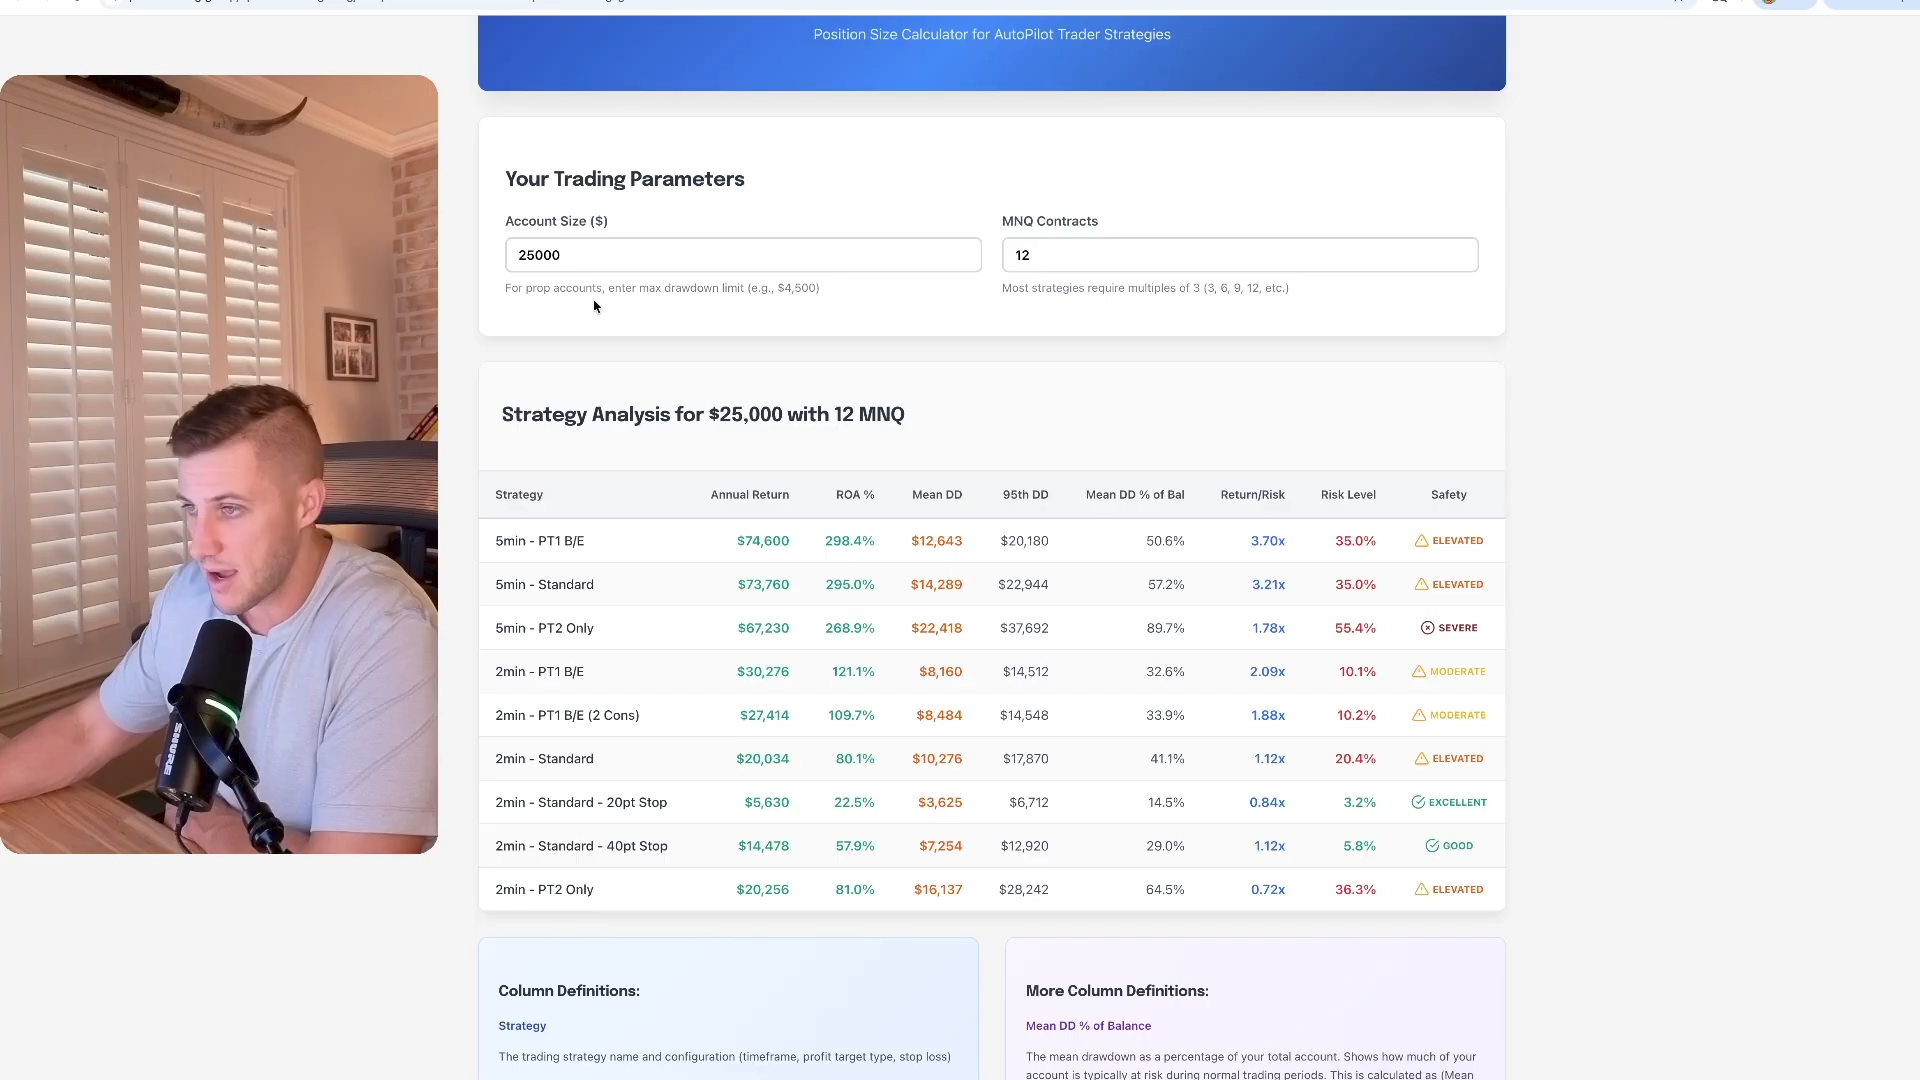 Position Size Calculator for AutoPilot Trader Strategies
Your Trading Parameters
Account Size ($)
MNQ Contracts
25000
12
For prop accounts, enter max drawdown limit (e.g., $4,500)
Most strategies require multiples of 3 (3, 6, 9, 12, etc.)
Strategy Analysis for $25,000 with 12 MNQ
Strategy Annual Return ROA % Mean DD 95th DD Mean DD % of Bal Return/Risk Risk Level Safety
5min - PT1 B/E $74,600 298.4% $12,643 $20,180 50.6% 3.70x 35.0% ELEVATED
5min - Standard $73,760 295.0% $14,289 $22,944 57.2% 3.21x 35.0% ELEVATED
5min - PT2 Only $67,230 268.9% $22,418 $37,692 89.7% 1.78x 55.4% SEVERE
2min - PT1 B/E $30,276 121.1% $8,160 $14,512 32.6% 2.09x 10.1% MODERATE
2min - PT1 B/E (2 Cons) $27,414 109.7% $8,484 $14,548 33.9% 1.88x 10.2% MODERATE
2min - Standard $20,034 80.1% $10,276 $17,870 41.1% 1.12x 20.4% ELEVATED
2min - Standard - 20pt Stop $5,630 22.5% $3,625 $6,712 14.5% 0.84x 3.2% EXCELLENT
2min - Standard - 40pt Stop $14,478 57.9% $7,254 $12,920 29.0% 1.12x 5.8% GOOD
2min - PT2 Only $20,256 81.0% $16,137 $28,242 64.5% 0.72x 36.3% ELEVATED
Column Definitions:
Strategy
The trading strategy name and configuration (timeframe, profit target type, stop loss)
More Column Definitions:
Mean DD % of Balance
The mean drawdown as a percentage of your total account. Shows how much of your
account is typically at risk during normal trading periods. This is calculated as (Mean
SHURE